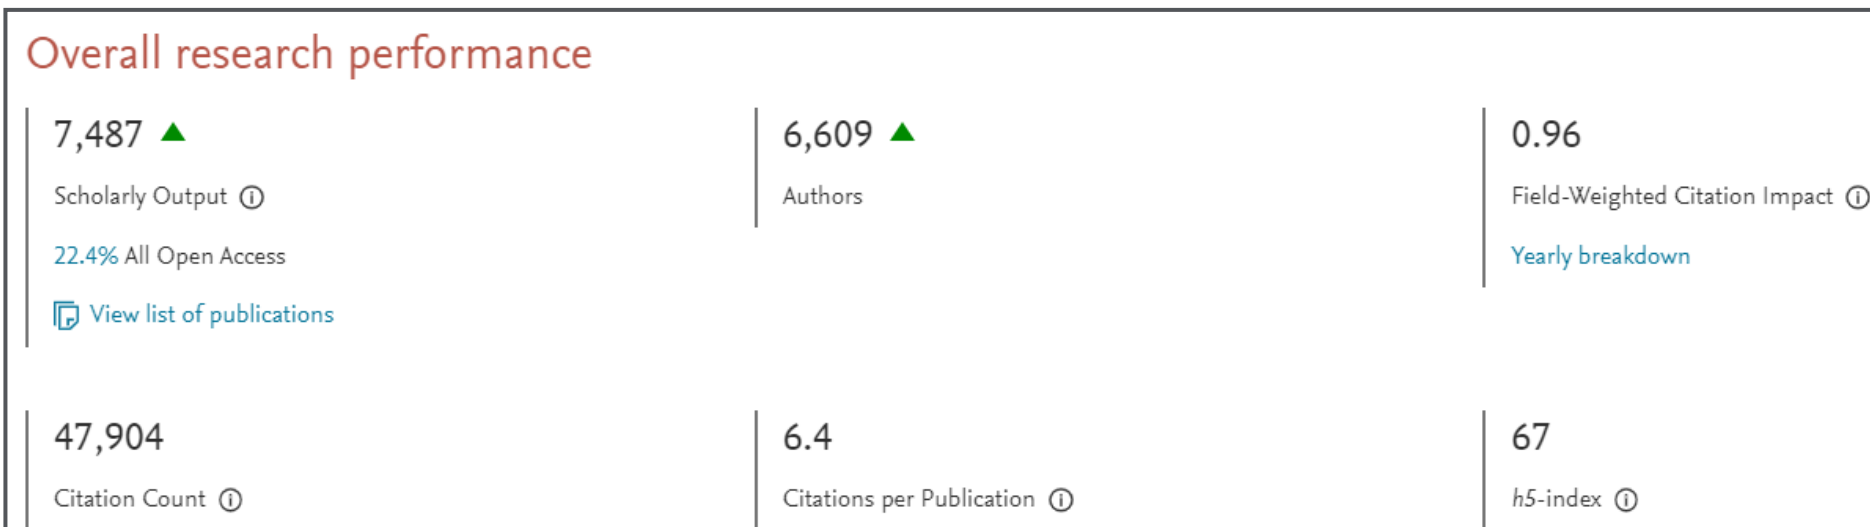 Overall research performance
7,487
Scholarly Output
22.4% All Open Access
View list of publications
6,609
Authors
0.96
Field-Weighted Citation Impact
Yearly breakdown
47,904
Citation Count
6.4
Citations per Publication
67
h5-index